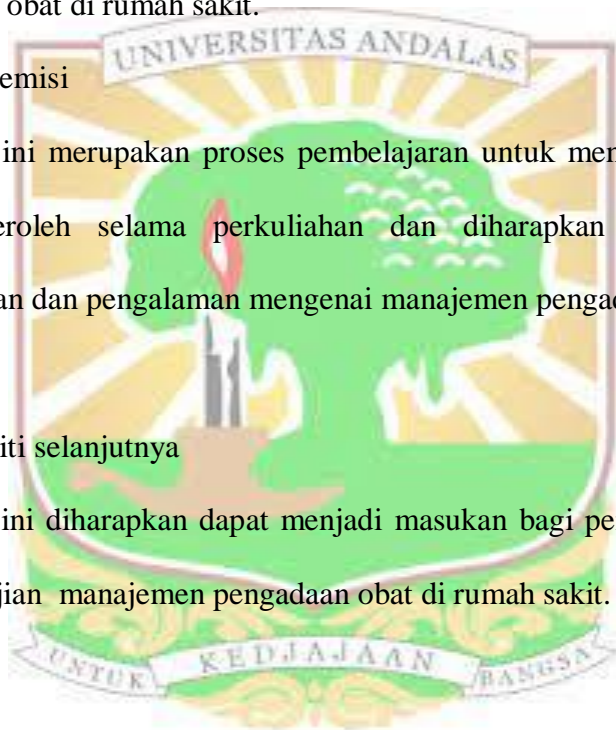 obat di rumah sakit.
UNIVERSITAS ANDALAS
emisi
ini merupakan proses pembelajaran untuk men
eroleh selama perkuliahan dan diharapkan
an dan pengalaman mengenai manajemen pengad
iti selanjutnya
ini diharapkan dapat menjadi masukan bagi pe
jian manajemen pengadaan obat di rumah sakit.
UNTUK KEDJAJAAN BANGSA